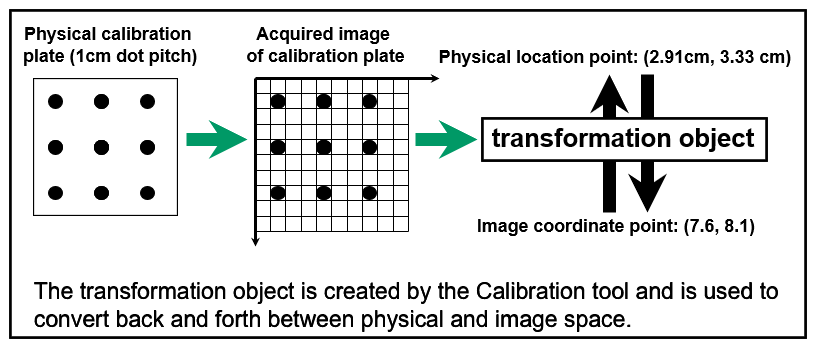 Physical calibration
plate (1cm dot pitch)
Acquired image
of calibration plate
Physical location point: (2.91cm, 3.33 cm)
transformation object
Image coordinate point: (7.6, 8.1)
The transformation object is created by the Calibration tool and is used to
convert back and forth between physical and image space.